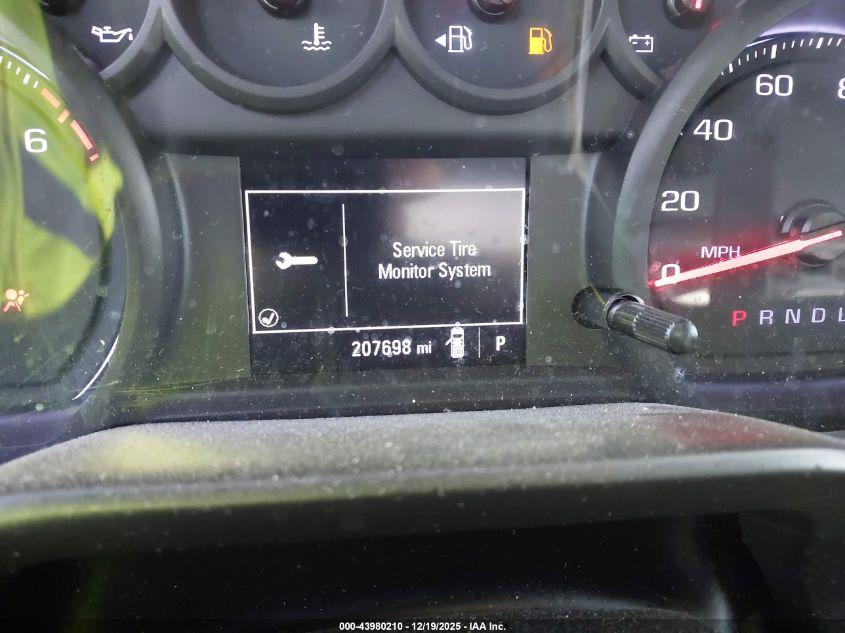 6
20
40
60
8
0
MPH
Service Tire
Monitor System
207698 mi
P
P R N D L
000-43980210 - 12/19/2025 - IAA Inc.